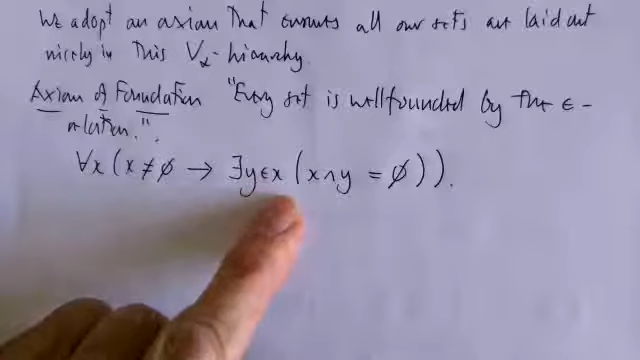 We adopt an axiom that ensures all our sets are laid out
nicely in this Vα-hierarchy.
Axiom of Foundation "Every set is wellfounded by the ∈-
relation."
∀x(x≠∅ → ∃y∈x(x∩y = ∅)).